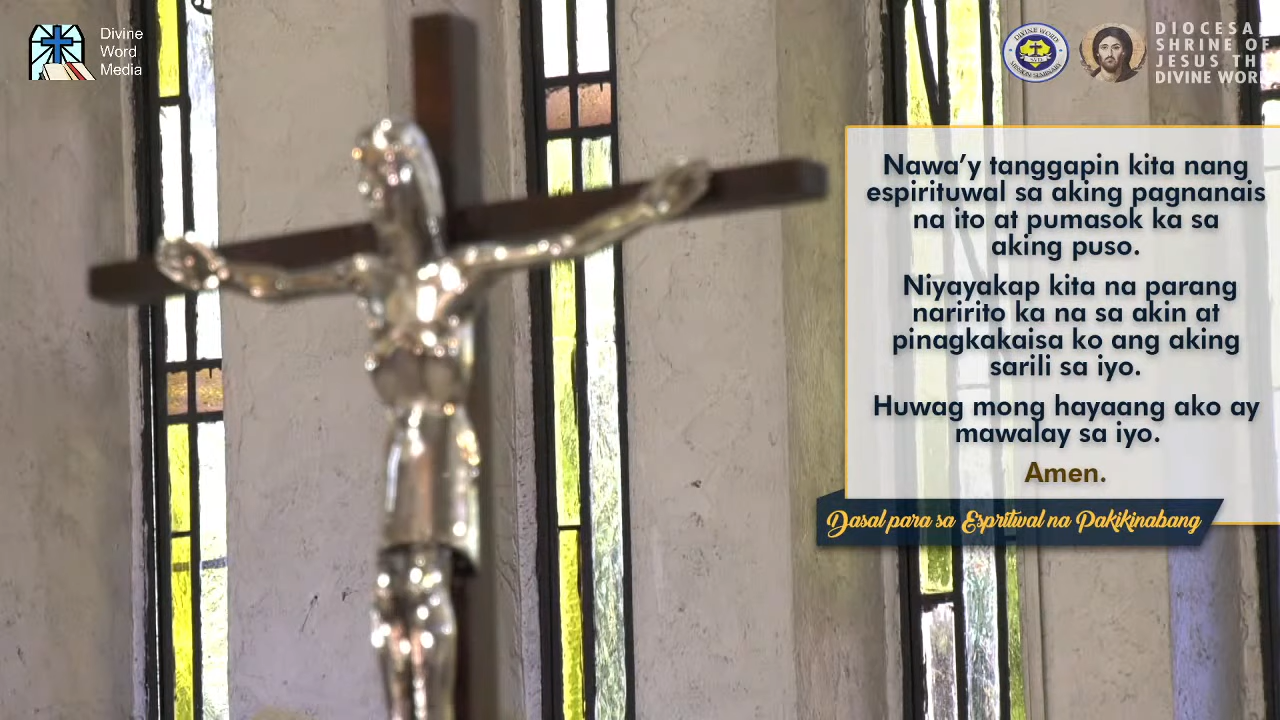 Divine
Word
Media
DIOCESAN
SHRINE OF
JESUS THE
DIVINE WORD
Nawa’y tanggapin kita nang
espirituwal sa aking pagnanais
na ito at pumasok ka sa
aking puso.
Niyayakap kita na parang
naririto ka na sa akin at
pinagkakaisa ko ang aking
sarili sa iyo.
Huwag mong hayaang ako ay
mawalay sa iyo.
Amen.
Dasal para sa Espritwal na Pakikinabang